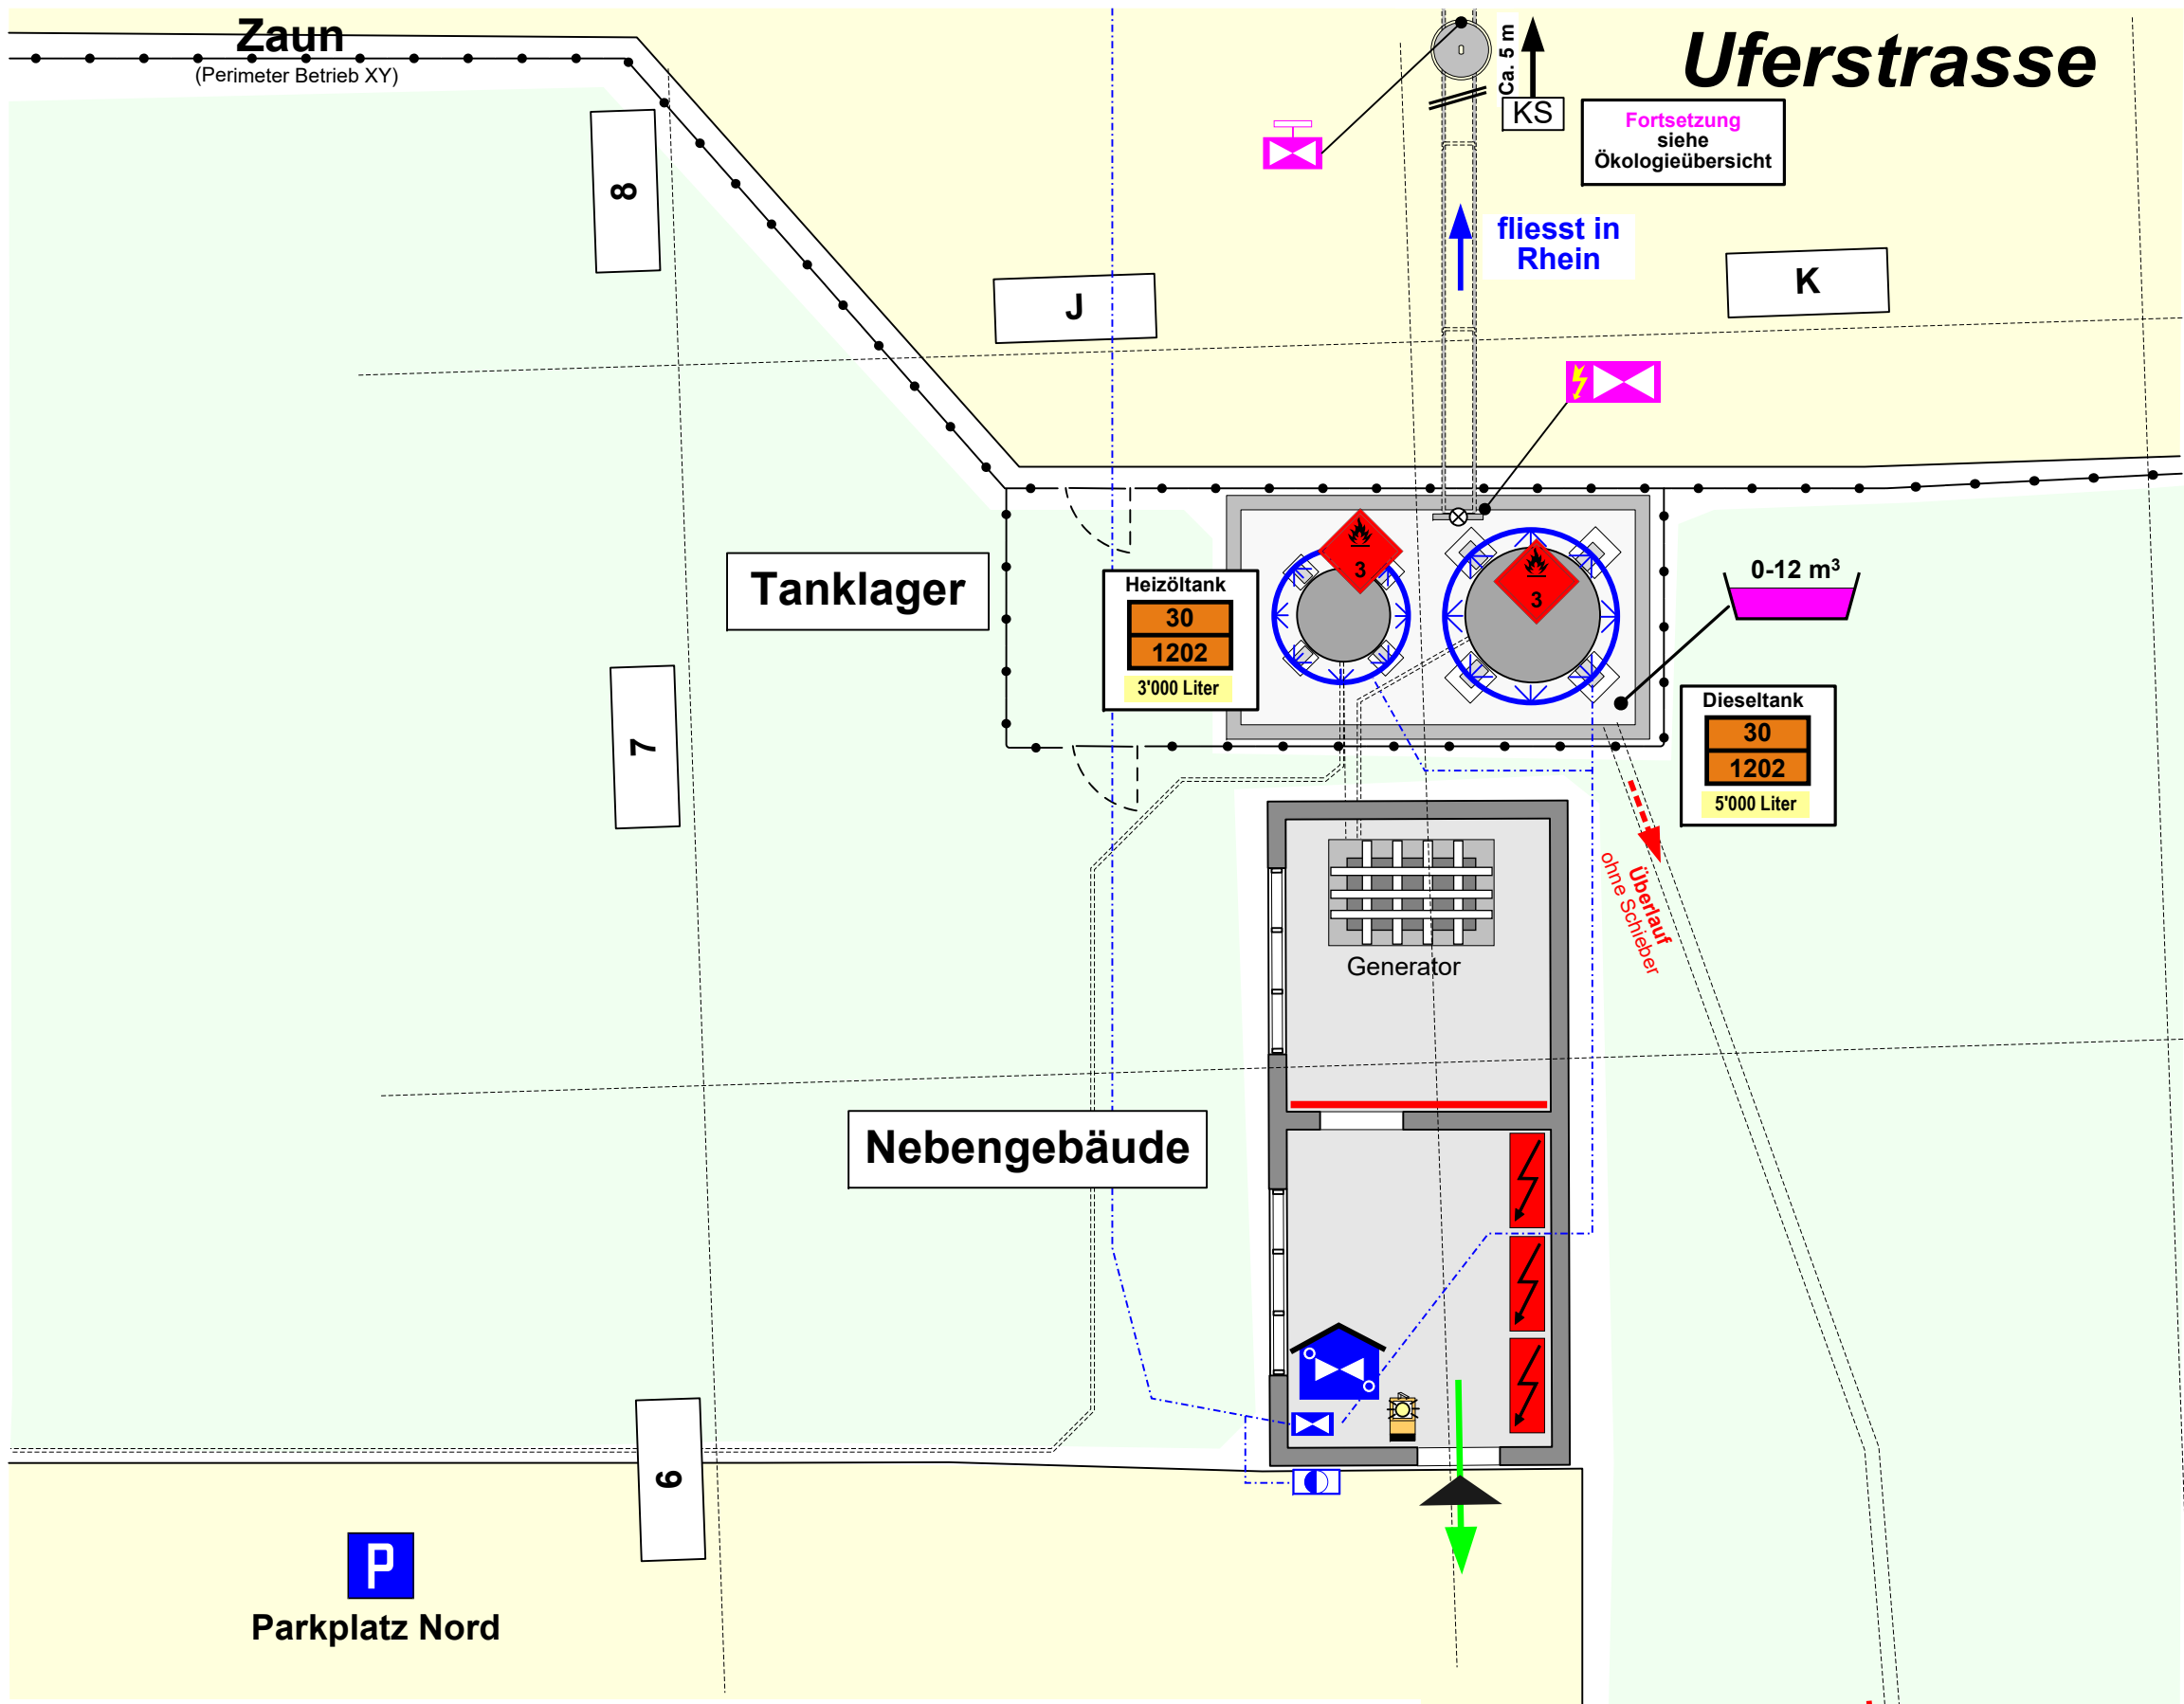 Zaun
(Perimeter Betrieb XY)
Uferstrasse
Ca. 5 m
KS
Fortsetzung
siehe
Ökologieübersicht
8
fliesst in
Rhein
J
K
Tanklager
Heizöltank
30
1202
3'000 Liter
3
3
0-12 m³
Dieseltank
30
1202
5'000 Liter
7
Überlauf
ohne Schieber
Generator
Nebengebäude
6
P
Parkplatz Nord